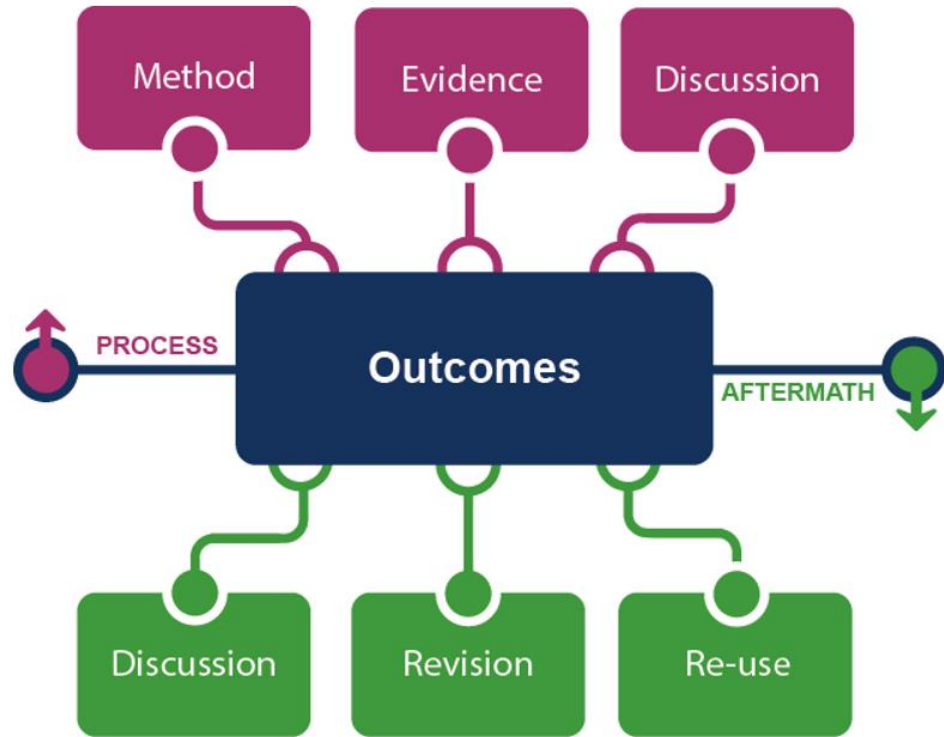 Method
Evidence
Discussion
PROCESS
Outcomes
AFTERMATH
Discussion
Revision
Re-use